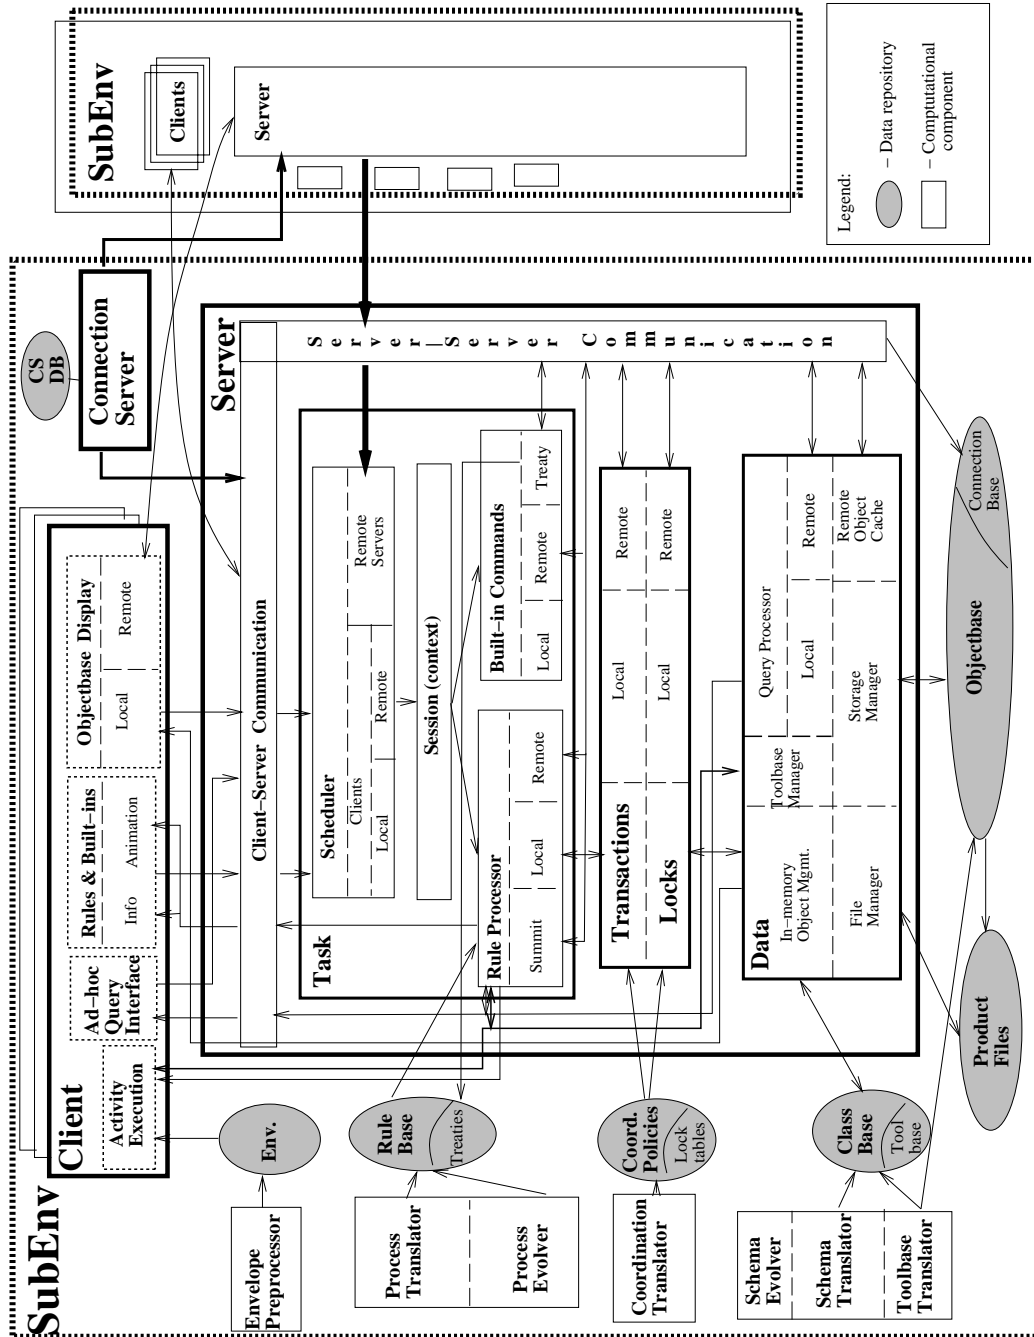 SubEnv
Client
Activity
Execution
Ad–hoc
Query
Interface
Rules & Built–ins
Info
Animation
Objectbase Display
Local
Remote
CS
DB
Connection
Server
SubEnv
Clients
Server
Server
Client–Server Communication
Server–Server Communication
Task
Scheduler
Clients
Local
Remote
Remote
Servers
Session (context)
Rule Processor
Summit
Local
Remote
Built–in Commands
Local
Remote
Treaty
Transactions
Local
Remote
Locks
Local
Remote
Data
In–memory
Object Mgmt.
File
Manager
Toolbase
Manager
Query Processor
Local
Remote
Storage
Manager
Remote
Object
Cache
Env.
Envelope
Preprocessor
Rule
Base
Treaties
Process
Translator
Process
Evolver
Coord.
Policies
Lock
tables
Coordination
Translator
Class
Base
Tool
base
Schema
Evolver
Schema
Translator
Toolbase
Translator
Product
Files
Objectbase
Connection
Base
Legend:
– Data repository
– Comptutational
component